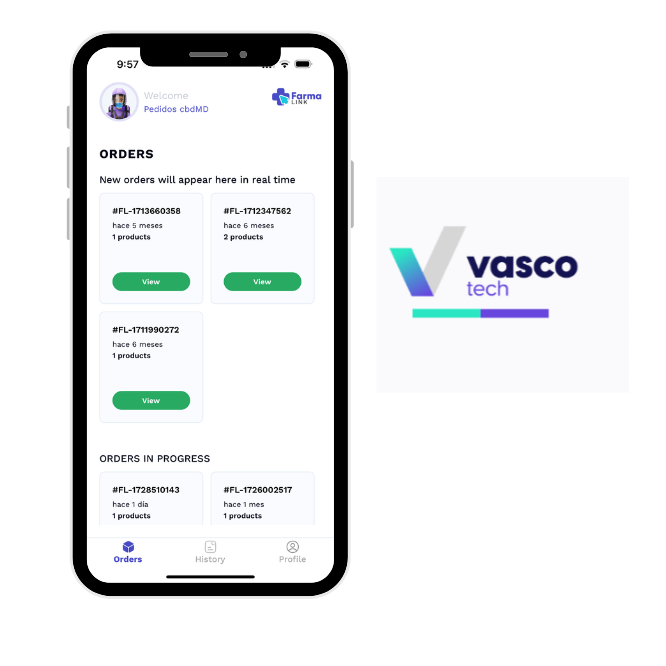 9:57
Welcome
Pedidos cbdMD
Farma
LINK
ORDERS
New orders will appear here in real time
#FL-1713660358
hace 5 meses
1 products
View
#FL-1712347562
hace 6 meses
2 products
View
#FL-1711990272
hace 6 meses
1 products
View
ORDERS IN PROGRESS
#FL-1728510143
hace 1 día
1 products
#FL-1726002517
hace 1 mes
1 products
Orders
History
Profile
vasco
tech